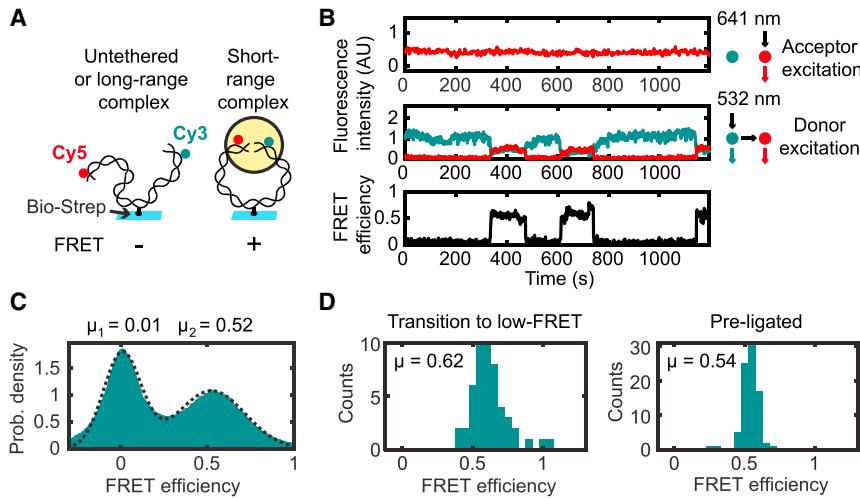 A
Untethered
or long-range
complex
Short-
range
complex
Cy5
Cy3
Bio-Strep
FRET
-
+
B
Fluorescence
intensity (AU)
2
1
0
0 200 400 600 800 1000
641 nm
Acceptor
excitation
2
1
0
0 200 400 600 800 1000
532 nm
Donor
excitation
FRET
efficiency
1
0.5
0
0 200 400 600 800 1000
Time (s)
C
μ1 = 0.01 μ2 = 0.52
Prob. density
1.5
1
0.5
0
0 0.5 1
FRET efficiency
D
Transition to low-FRET
μ = 0.62
Counts
10
5
0
0 0.5 1
FRET efficiency
Pre-ligated
μ = 0.54
Counts
30
20
10
0
0 0.5 1
FRET efficiency